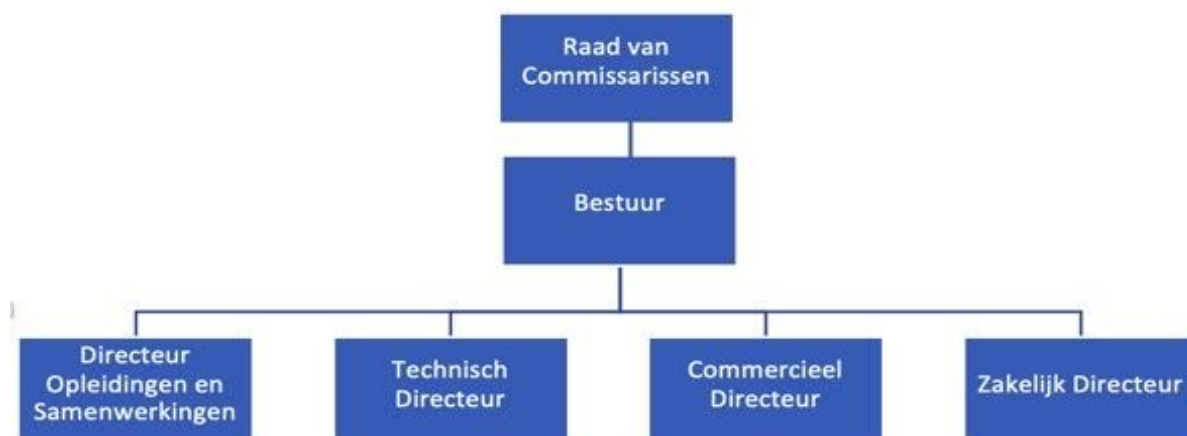 Raad van
Commissarissen
Bestuur
Directeur
Opleidingen en
Samenwerkingen
Technisch
Directeur
Commercieel
Directeur
Zakelijk Directeur